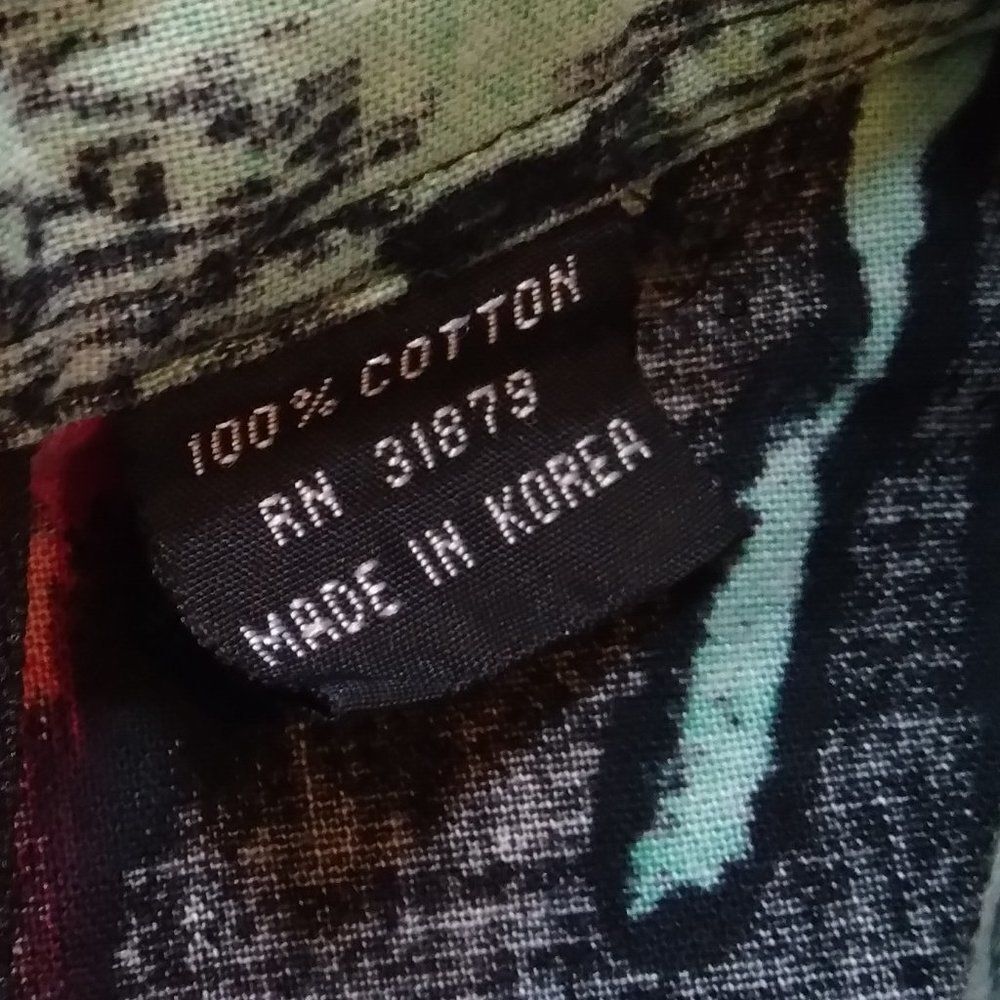 100% COTTON
RN 31879
MADE IN KOREA